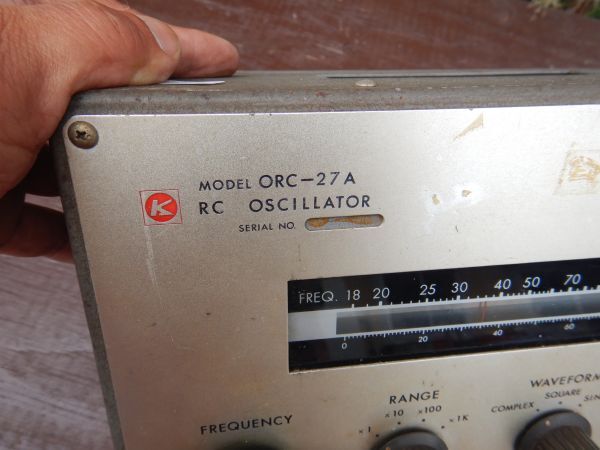 K
MODEL ORC-27A
RC OSCILLATOR
SERIAL NO.
FREQ. 18 20 25 30 40 50 70
0 20 40 60
RANGE
×1 ×10 ×100 ×1K
WAVEFORM
COMPLEX SQUARE SIN
FREQUENCY